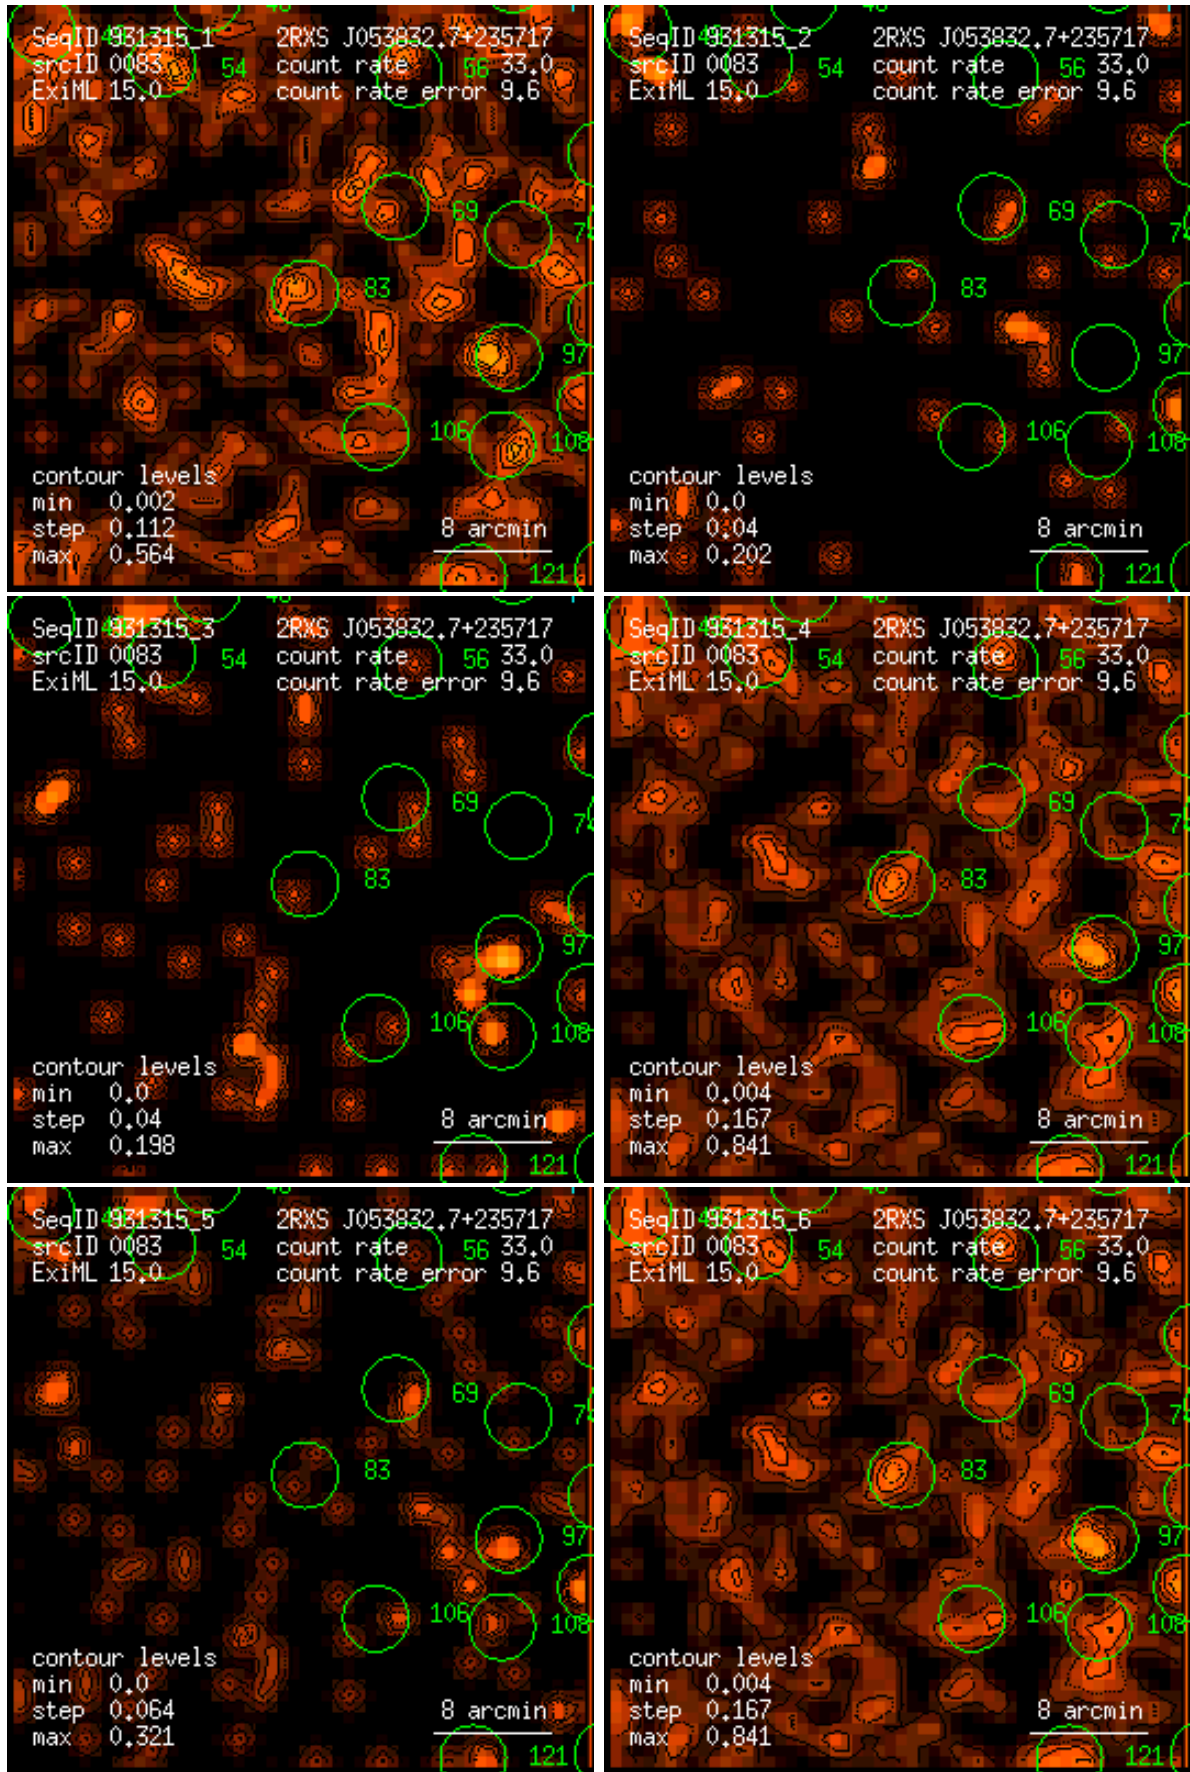 SeqID 931315_1 2RXS J053832.7+235717
srcID 0083 54 count rate 56 33.0
ExiML 15.0 count rate error 9.6
69
83
97
106 108
contour levels
min 0.002
step 0.112 8 arcmin
max 0.564
121
SeqID 931315_2 2RXS J053832.7+235717
srcID 0083 54 count rate 56 33.0
ExiML 15.0 count rate error 9.6
69
83
97
106 108
contour levels
min 0.0
step 0.04 8 arcmin
max 0.202
121
SeqID 931315_3 2RXS J053832.7+235717
srcID 0083 54 count rate 56 33.0
ExiML 15.0 count rate error 9.6
69
83
97
106 108
contour levels
min 0.0
step 0.04 8 arcmin
max 0.198
121
SeqID 931315_4 2RXS J053832.7+235717
srcID 0083 54 count rate 56 33.0
ExiML 15.0 count rate error 9.6
69
83
97
106 108
contour levels
min 0.004
step 0.167 8 arcmin
max 0.841
121
SeqID 931315_5 2RXS J053832.7+235717
srcID 0083 54 count rate 56 33.0
ExiML 15.0 count rate error 9.6
69
83
97
106 108
contour levels
min 0.0
step 0.064 8 arcmin
max 0.321
121
SeqID 931315_6 2RXS J053832.7+235717
srcID 0083 54 count rate 56 33.0
ExiML 15.0 count rate error 9.6
69
83
97
106 108
contour levels
min 0.004
step 0.167 8 arcmin
max 0.841
121